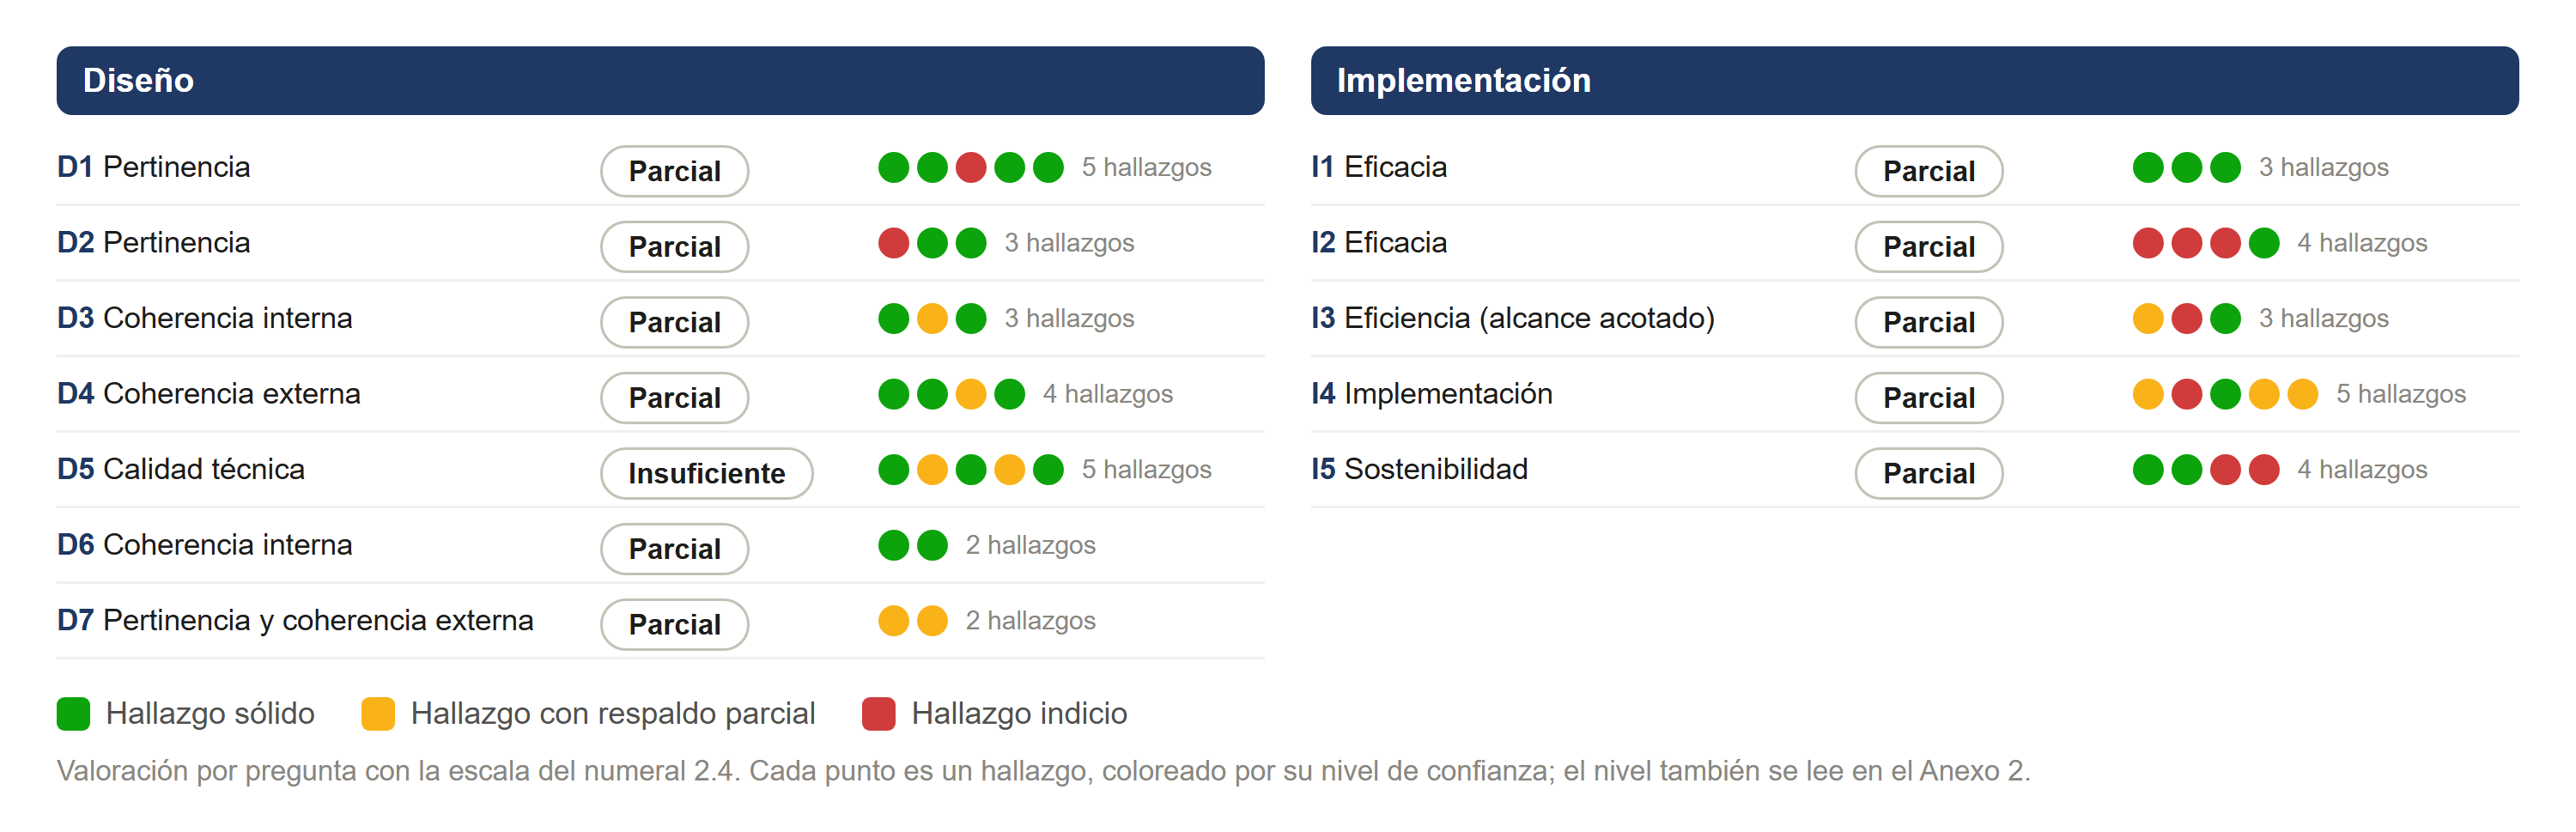 Diseño
D1 Pertinencia Parcial 5 hallazgos
D2 Pertinencia Parcial 3 hallazgos
D3 Coherencia interna Parcial 3 hallazgos
D4 Coherencia externa Parcial 4 hallazgos
D5 Calidad técnica Insuficiente 5 hallazgos
D6 Coherencia interna Parcial 2 hallazgos
D7 Pertinencia y coherencia externa Parcial 2 hallazgos
Implementación
I1 Eficacia Parcial 3 hallazgos
I2 Eficacia Parcial 4 hallazgos
I3 Eficiencia (alcance acotado) Parcial 3 hallazgos
I4 Implementación Parcial 5 hallazgos
I5 Sostenibilidad Parcial 4 hallazgos
Hallazgo sólido Hallazgo con respaldo parcial Hallazgo indicio
Valoración por pregunta con la escala del numeral 2.4. Cada punto es un hallazgo, coloreado por su nivel de confianza; el nivel también se lee en el Anexo 2.